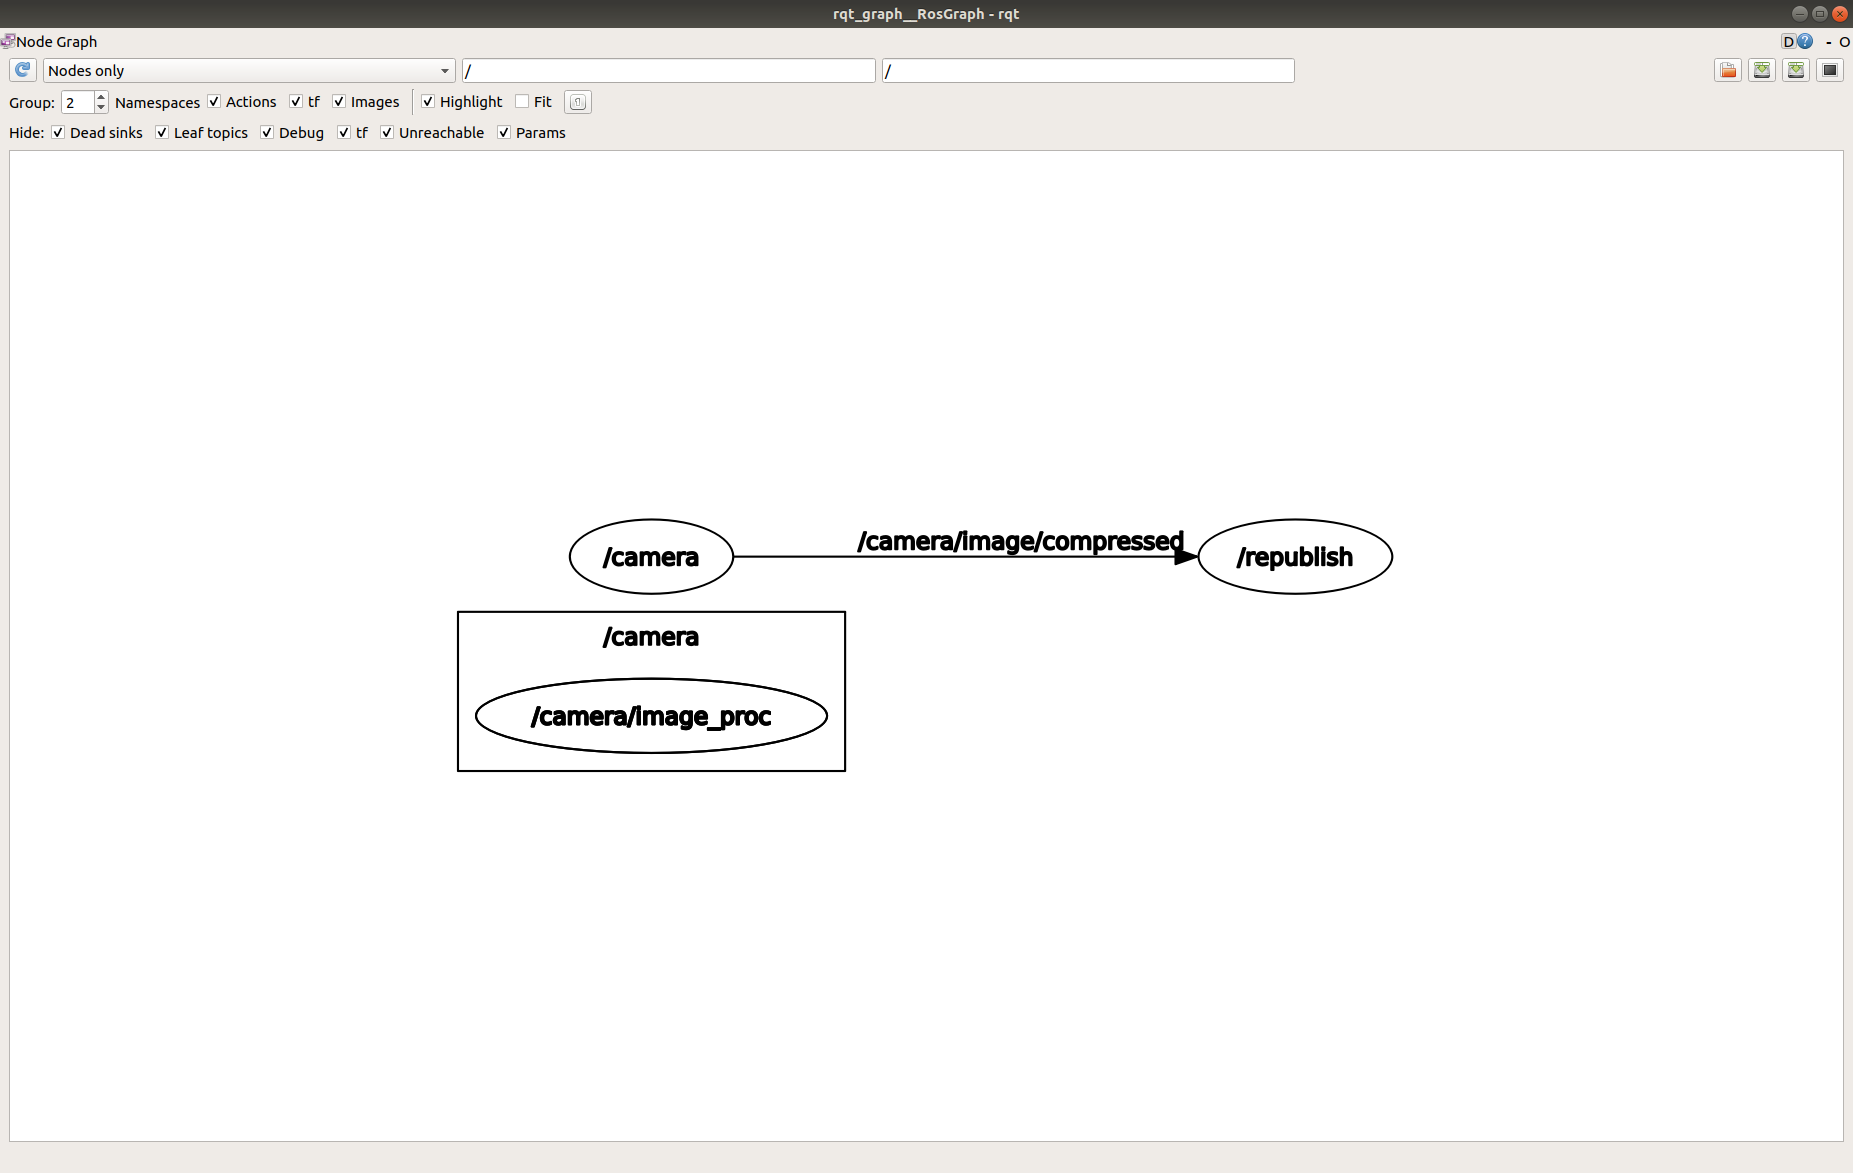 rqt_graph__RosGraph - rqt
Node Graph
D ? - O
Nodes only / /
Group: 2 Namespaces Actions tf Images Highlight Fit
Hide: Dead sinks Leaf topics Debug tf Unreachable Params
/camera/image/compressed
/camera /republish
/camera
/camera/image_proc